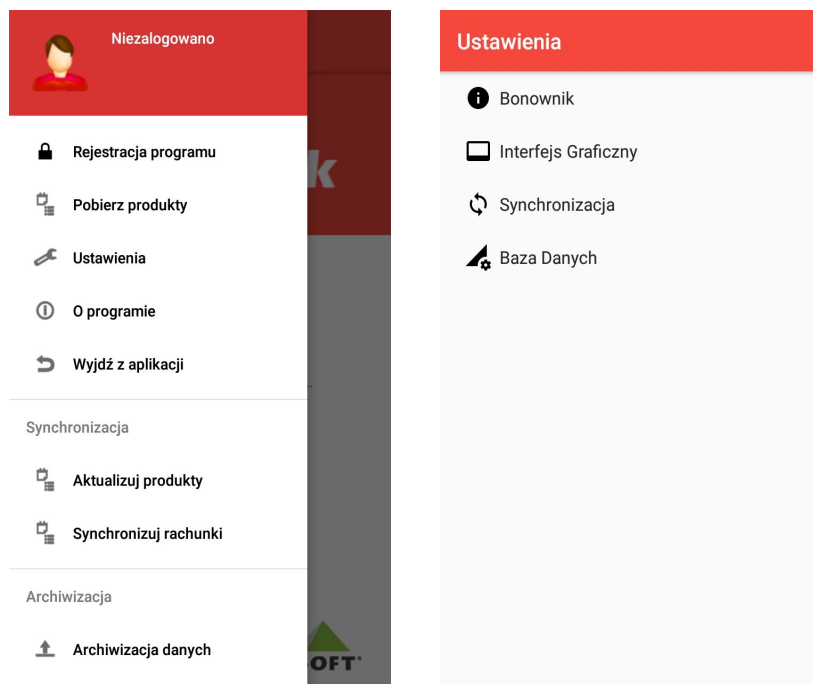 Niezalogowano
k
Rejestracja programu
Pobierz produkty
Ustawienia
O programie
Wyjdź z aplikacji
..
Synchronizacja
Aktualizuj produkty
Synchronizuj rachunki
Archiwizacja
Archiwizacja danych
OFT
Ustawienia
Bonownik
Interfejs Graficzny
Synchronizacja
Baza Danych